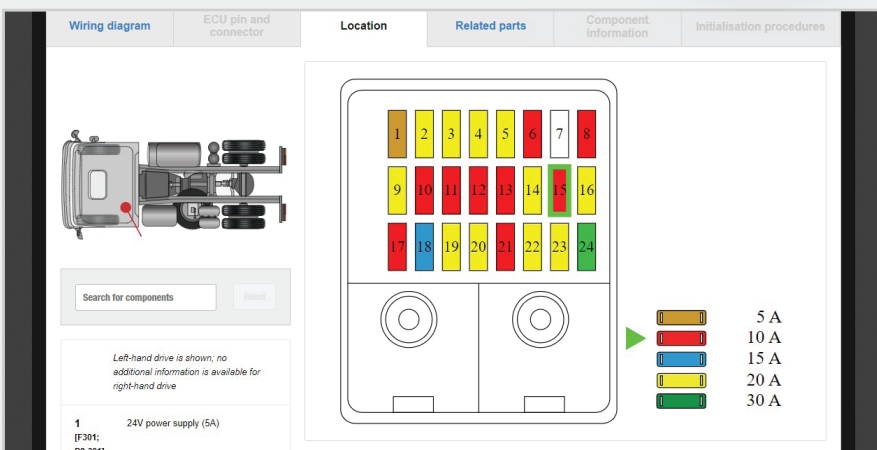 Wiring diagram
ECU pin and
connector
Location
Related parts
Component
information
Initialisation procedures
1 2 3 4 5 6 7 8
9 10 11 12 13 14 15 16
17 18 19 20 21 22 23 24
Search for components
Left-hand drive is shown; no
additional information is available for
right-hand drive
1 24V power supply (5A)
[F301;
5 A
10 A
15 A
20 A
30 A